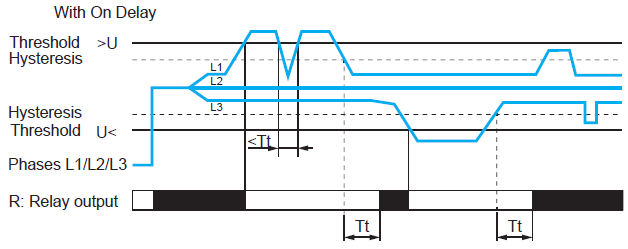 With On Delay
Threshold >U
Hysteresis
L1
L2
L3
Hysteresis
Threshold U<
<Tt
Phases L1/L2/L3
R: Relay output
Tt
Tt